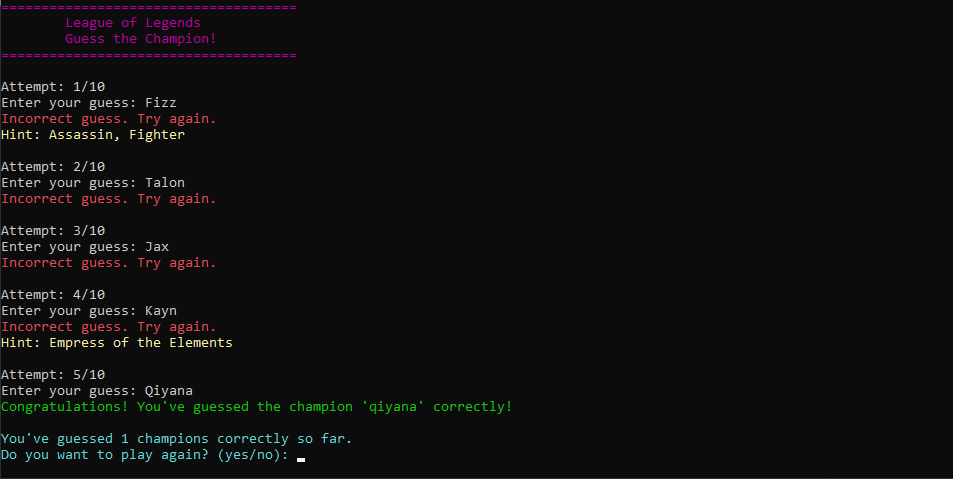 =====================================
League of Legends
Guess the Champion!
=====================================
Attempt: 1/10
Enter your guess: Fizz
Incorrect guess. Try again.
Hint: Assassin, Fighter
Attempt: 2/10
Enter your guess: Talon
Incorrect guess. Try again.
Attempt: 3/10
Enter your guess: Jax
Incorrect guess. Try again.
Attempt: 4/10
Enter your guess: Kayn
Incorrect guess. Try again.
Hint: Empress of the Elements
Attempt: 5/10
Enter your guess: Qiyana
Congratulations! You've guessed the champion 'qiyana' correctly!
You've guessed 1 champions correctly so far.
Do you want to play again? (yes/no):